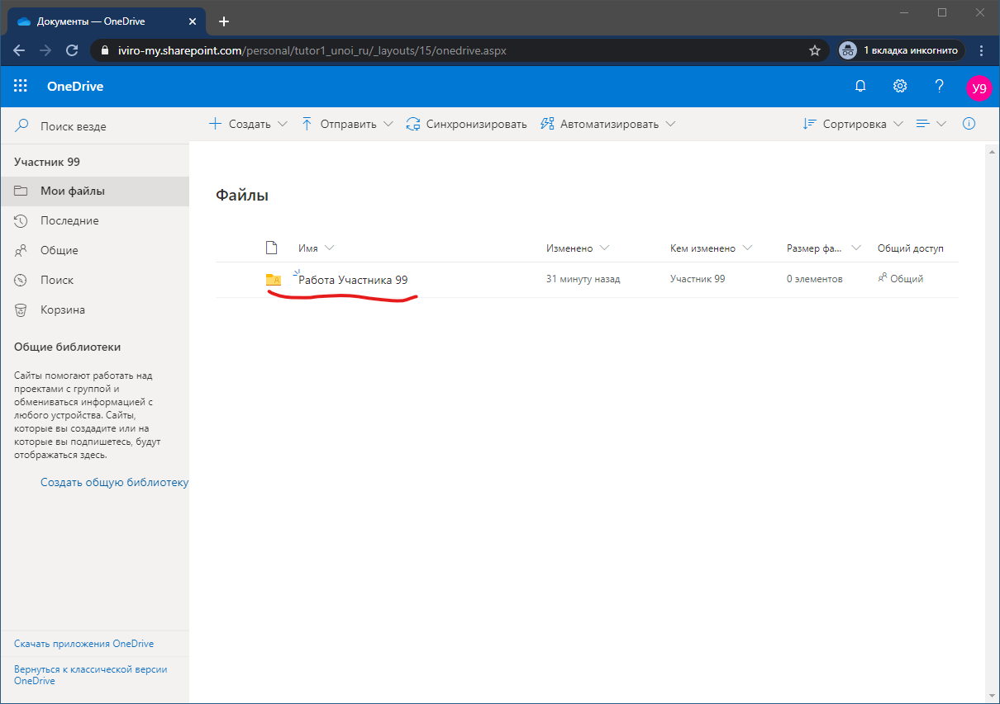 Документы — OneDrive
iviro-my.sharepoint.com/personal/tutor1_unoi_ru/_layouts/15/onedrive.aspx
1 вкладка инкогнито
OneDrive
?
У9
Поиск везде
Создать
Отправить
Синхронизировать
Автоматизировать
Сортировка
Участник 99
Мои файлы
Последние
Общие
Поиск
Корзина
Общие библиотеки
Сайты помогают работать над
проектами с группой и
обмениваться информацией с
любого устройства. Сайты,
которые вы создадите или на
которые вы подпишетесь, будут
отображаться здесь.
Создать общую библиотеку
Скачать приложения OneDrive
Вернуться к классической версии
OneDrive
Файлы
Имя Изменено Кем изменено Размер фа... Общий доступ
Работа Участника 99 31 минуту назад Участник 99 0 элементов Общий